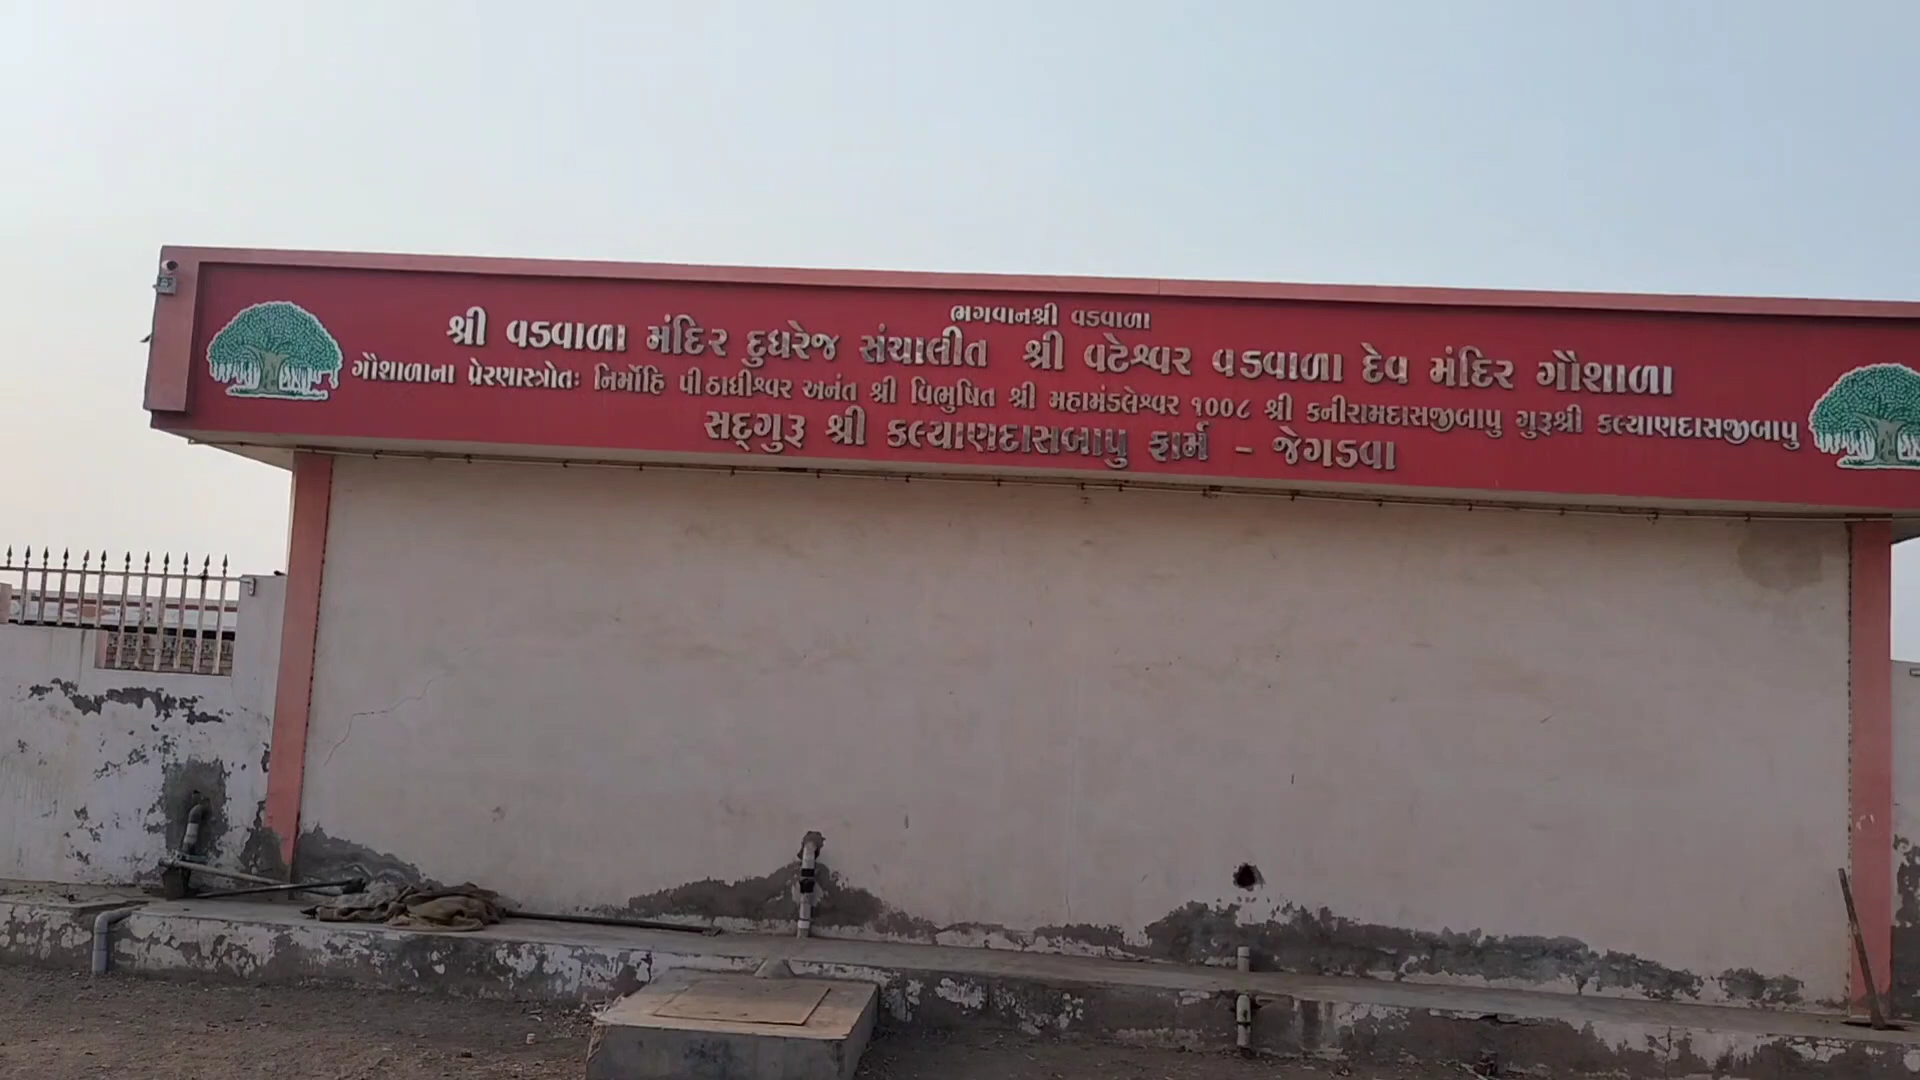 ભગવાનશ્રી વડવાળા
શ્રી વડવાળા મંદિર દુધરેજ સંચાલીત શ્રી વટેશ્વર વડવાળા દેવ મંદિર ગૌશાળા
ગૌશાળાના પ્રેરણાસ્ત્રોતઃ નિર્મોહિ પીઠાધીશ્વર અનંત શ્રી વિભુષિત શ્રી મહામંડલેશ્વર ૧૦૦૮ શ્રી કનીરામદાસજીબાપુ ગુરૂશ્રી કલ્યાણદાસજીબાપુ
સદ્ગુરૂ શ્રી કલ્યાણદાસબાપુ ફાર્મ - જેગડવા